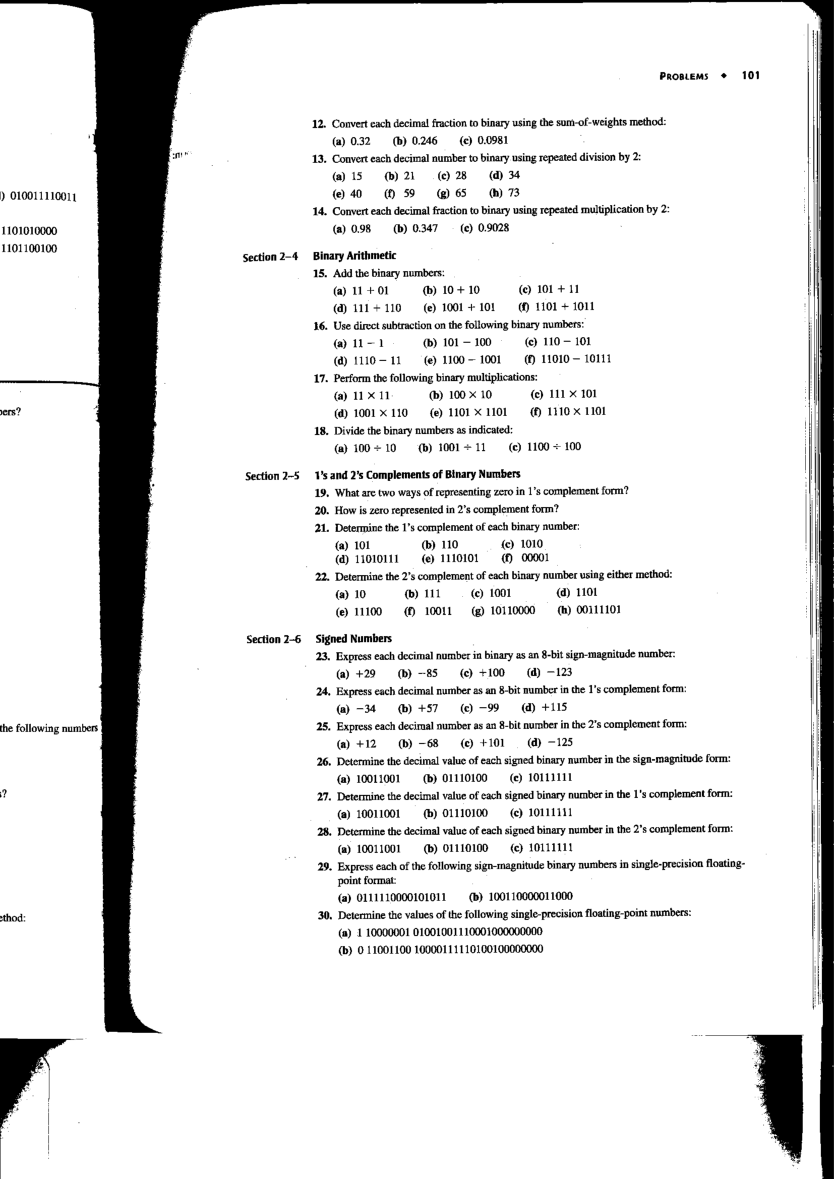 PROBLEMS ◆ 101
12. Convert each decimal fraction to binary using the sum-of-weights method:
(a) 0.32 (b) 0.246 (c) 0.0981
13. Convert each decimal number to binary using repeated division by 2:
(a) 15 (b) 21 (c) 28 (d) 34
(e) 40 (f) 59 (g) 65 (h) 73
14. Convert each decimal fraction to binary using repeated multiplication by 2:
(a) 0.98 (b) 0.347 (c) 0.9028
Section 2–4 Binary Arithmetic
15. Add the binary numbers:
(a) 11 + 01 (b) 10 + 10 (c) 101 + 11
(d) 111 + 110 (e) 1001 + 101 (f) 1101 + 1011
16. Use direct subtraction on the following binary numbers:
(a) 11 − 1 (b) 101 − 100 (c) 110 − 101
(d) 1110 − 11 (e) 1100 − 1001 (f) 11010 − 10111
17. Perform the following binary multiplications:
(a) 11 × 11 (b) 100 × 10 (c) 111 × 101
(d) 1001 × 110 (e) 1101 × 1101 (f) 1110 × 1101
18. Divide the binary numbers as indicated:
(a) 100 ÷ 10 (b) 1001 ÷ 11 (c) 1100 ÷ 100
Section 2–5 1's and 2's Complements of Binary Numbers
19. What are two ways of representing zero in 1's complement form?
20. How is zero represented in 2's complement form?
21. Determine the 1's complement of each binary number:
(a) 101 (b) 110 (c) 1010
(d) 11010111 (e) 1110101 (f) 00001
22. Determine the 2's complement of each binary number using either method:
(a) 10 (b) 111 (c) 1001 (d) 1101
(e) 11100 (f) 10011 (g) 10110000 (h) 00111101
Section 2–6 Signed Numbers
23. Express each decimal number in binary as an 8-bit sign-magnitude number:
(a) +29 (b) −85 (c) +100 (d) −123
24. Express each decimal number as an 8-bit number in the 1's complement form:
(a) −34 (b) +57 (c) −99 (d) +115
25. Express each decimal number as an 8-bit number in the 2's complement form:
(a) +12 (b) −68 (c) +101 (d) −125
26. Determine the decimal value of each signed binary number in the sign-magnitude form:
(a) 10011001 (b) 01110100 (c) 10111111
27. Determine the decimal value of each signed binary number in the 1's complement form:
(a) 10011001 (b) 01110100 (c) 10111111
28. Determine the decimal value of each signed binary number in the 2's complement form:
(a) 10011001 (b) 01110100 (c) 10111111
29. Express each of the following sign-magnitude binary numbers in single-precision floating-
point format:
(a) 0111110000101011 (b) 100110000011000
30. Determine the values of the following single-precision floating-point numbers:
(a) 1 10000001 01001001110001000000000
(b) 0 11001100 10000111110100100000000
) 010011110011
1101010000
1101100100
ers?
the following numbers
?
ethod: